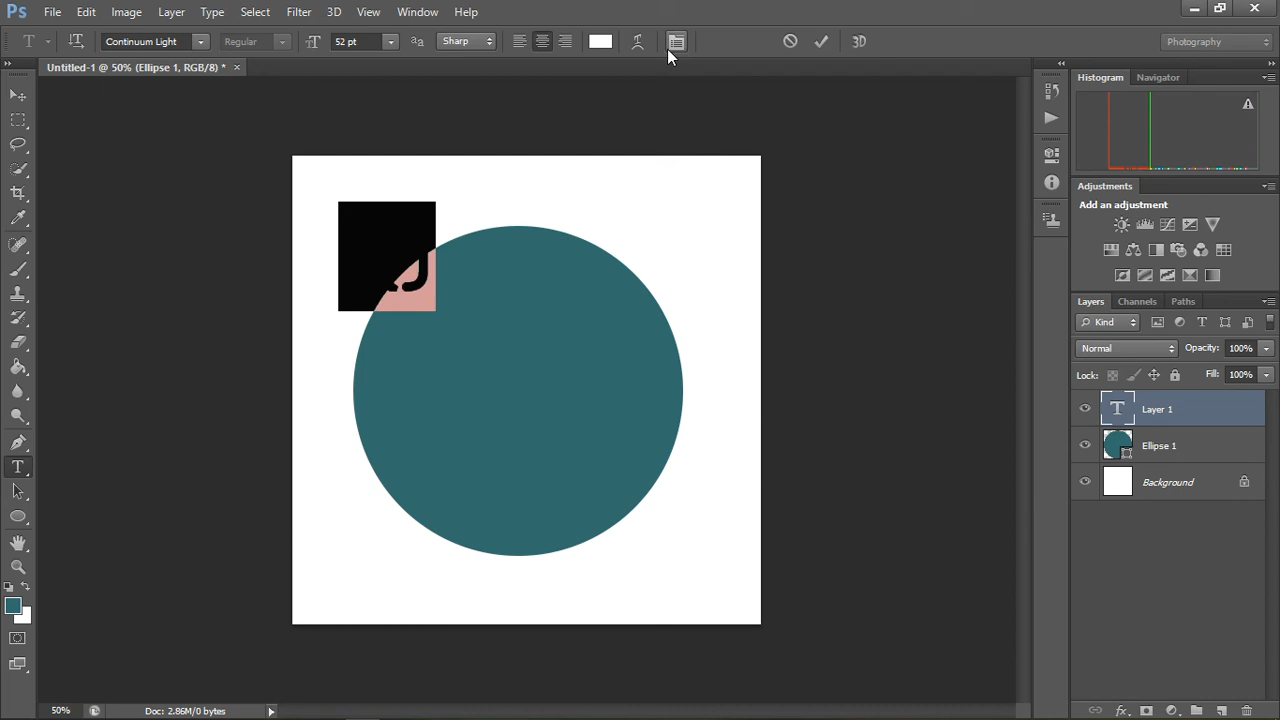 Ps File Edit Image Layer Type Select Filter 3D View Window Help
T Continuum Light Regular 52 pt aa Sharp 3D Photography
Untitled-1 @ 50% (Ellipse 1, RGB/8) * ×
Histogram Navigator
Adjustments
Add an adjustment
Layers Channels Paths
Kind
Normal Opacity: 100%
Lock: Fill: 100%
T Layer 1
Ellipse 1
Background
50% Doc: 2.86M/0 bytes
fx